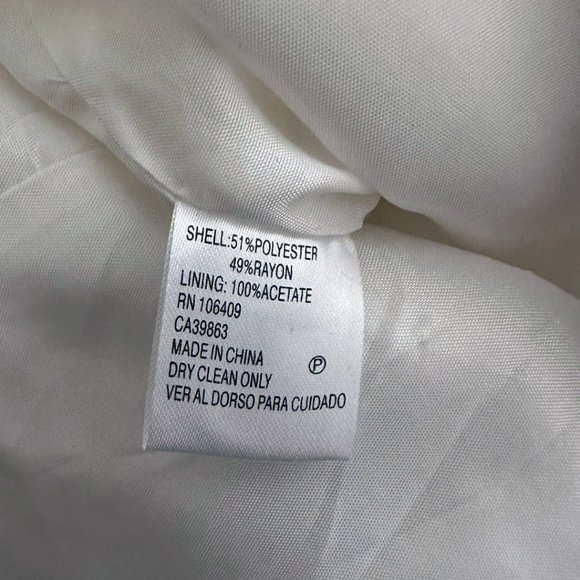 SHELL:51%POLYESTER
49%RAYON
LINING: 100%ACETATE
RN 106409
CA39863
MADE IN CHINA
P
DRY CLEAN ONLY
VER AL DORSO PARA CUIDADO